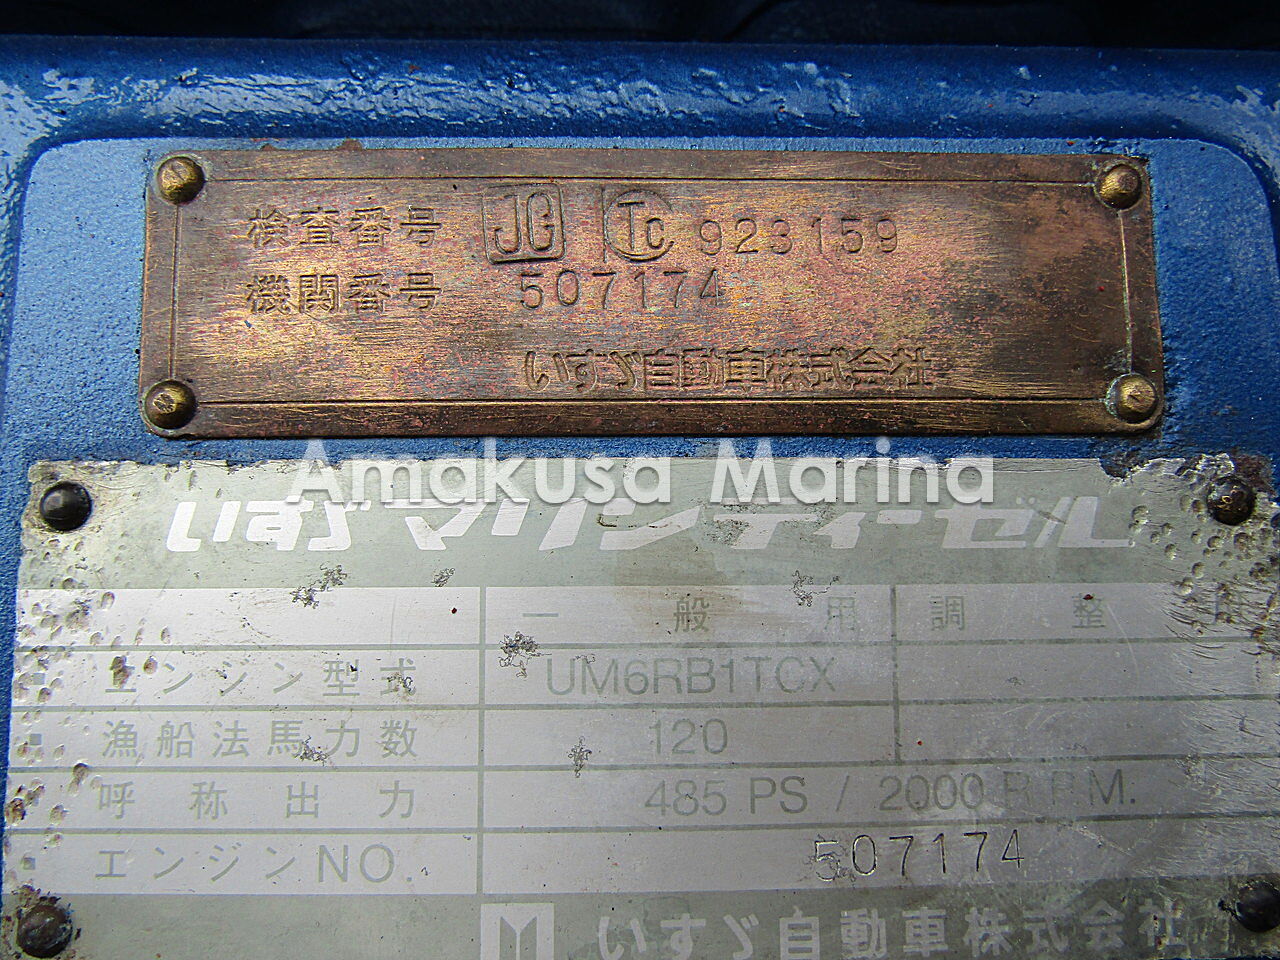 検査番号 JG TC 923159
機関番号 507174
いすゞ自動車株式会社
Amakusa Marina
いすゞマリンディーゼル
一般用 調整
エンジン型式 UM6RB1TCX
漁船法馬力数 120
呼称出力 485 PS / 2000 R.P.M.
エンジンNO. 507174
いすゞ自動車株式会社